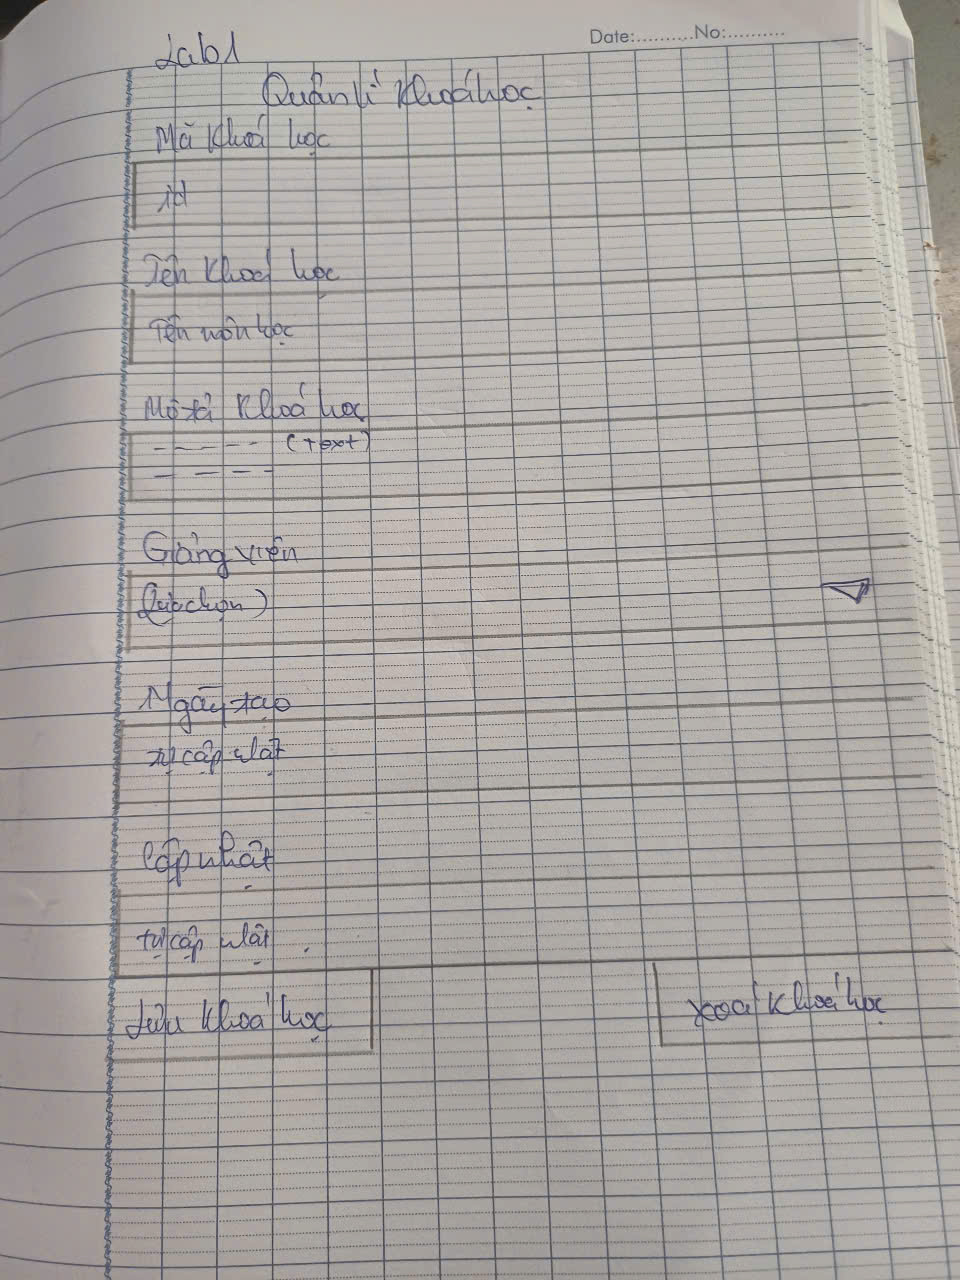 Date:..........No:..........
Lab1
Quản lí Khoá học
Mã Khoá học
id
Tên Khoá học
Tên môn học
Mô tả Khoá học
- - - - - (text)
- - - - -
Giảng viên
(lựa chọn)
Ngày tạo
tự cập nhật
Cập nhật
tự cập nhật.
Lưu Khoá học
Xoá Khoá học